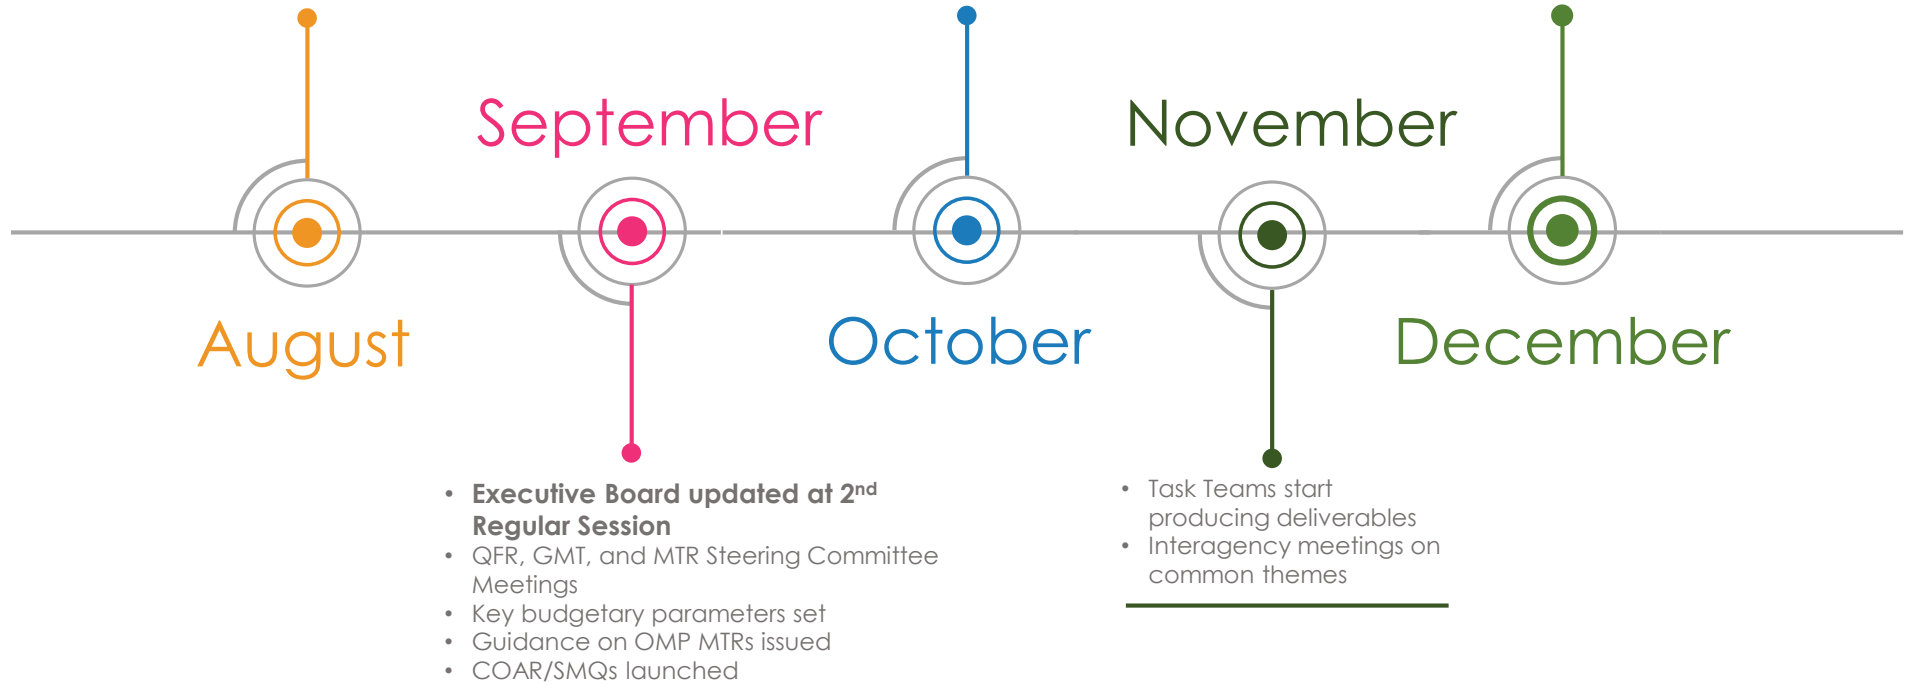 September
November
August
October
December
• Executive Board updated at 2nd
Regular Session
• QFR, GMT, and MTR Steering Committee
Meetings
• Key budgetary parameters set
• Guidance on OMP MTRs issued
• COAR/SMQs launched
• Task Teams start
producing deliverables
• Interagency meetings on
common themes